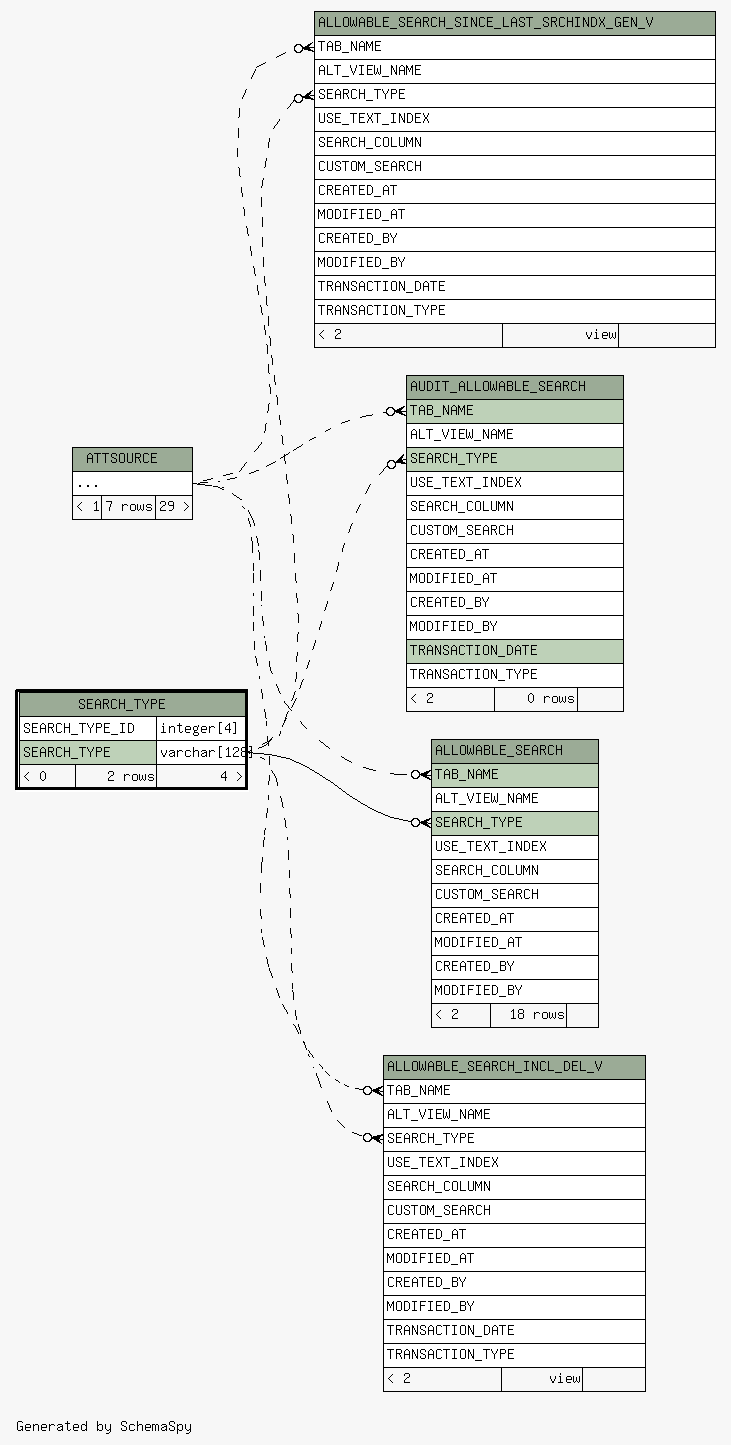 ALLOWABLE_SEARCH_SINCE_LAST_SRCHINDX_GEN_V
TAB_NAME
ALT_VIEW_NAME
SEARCH_TYPE
USE_TEXT_INDEX
SEARCH_COLUMN
CUSTOM_SEARCH
CREATED_AT
MODIFIED_AT
CREATED_BY
MODIFIED_BY
TRANSACTION_DATE
TRANSACTION_TYPE
< 2 view
AUDIT_ALLOWABLE_SEARCH
TAB_NAME
ALT_VIEW_NAME
SEARCH_TYPE
USE_TEXT_INDEX
SEARCH_COLUMN
CUSTOM_SEARCH
CREATED_AT
MODIFIED_AT
CREATED_BY
MODIFIED_BY
TRANSACTION_DATE
TRANSACTION_TYPE
< 2 0 rows
ATTSOURCE
...
< 1 7 rows 29 >
SEARCH_TYPE
SEARCH_TYPE_ID integer[4]
SEARCH_TYPE varchar[128]
< 0 2 rows 4 >
ALLOWABLE_SEARCH
TAB_NAME
ALT_VIEW_NAME
SEARCH_TYPE
USE_TEXT_INDEX
SEARCH_COLUMN
CUSTOM_SEARCH
CREATED_AT
MODIFIED_AT
CREATED_BY
MODIFIED_BY
< 2 18 rows
ALLOWABLE_SEARCH_INCL_DEL_V
TAB_NAME
ALT_VIEW_NAME
SEARCH_TYPE
USE_TEXT_INDEX
SEARCH_COLUMN
CUSTOM_SEARCH
CREATED_AT
MODIFIED_AT
CREATED_BY
MODIFIED_BY
TRANSACTION_DATE
TRANSACTION_TYPE
< 2 view
Generated by SchemaSpy